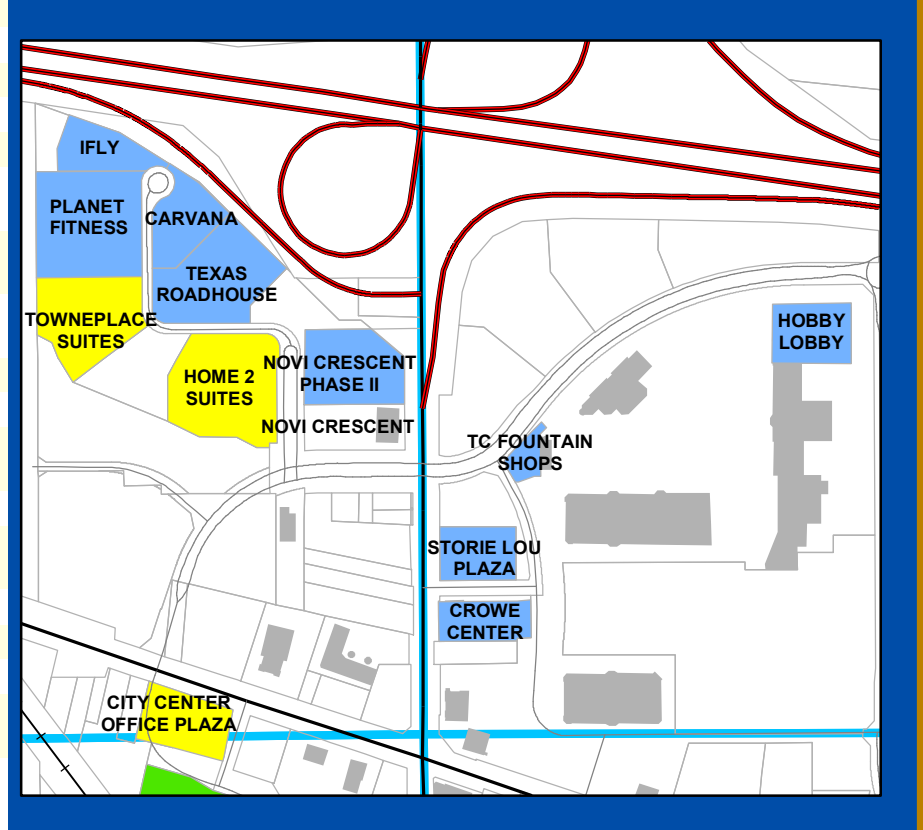 IFLY
PLANET
FITNESS
CARVANA
TEXAS
ROADHOUSE
TOWNEPLACE
SUITES
HOME 2
SUITES
NOVI CRESCENT
PHASE II
NOVI CRESCENT
HOBBY
LOBBY
TC FOUNTAIN
SHOPS
STORIE LOU
PLAZA
CROWE
CENTER
CITY CENTER
OFFICE PLAZA